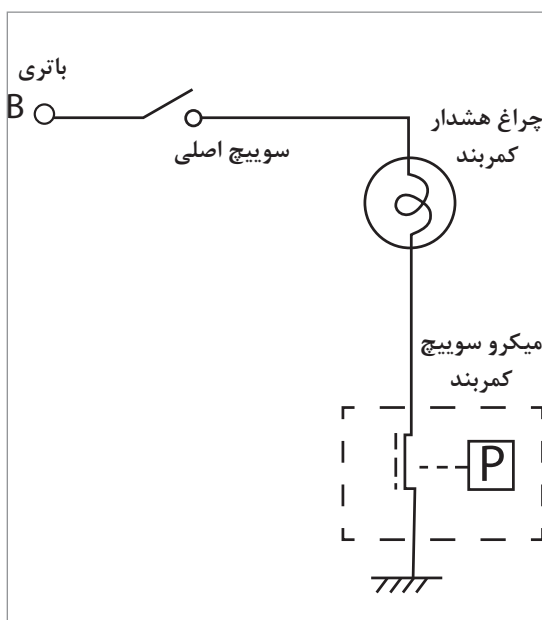 باتری
B
سوییچ اصلی
چراغ هشدار
کمربند
میکرو سوییچ
کمربند
P